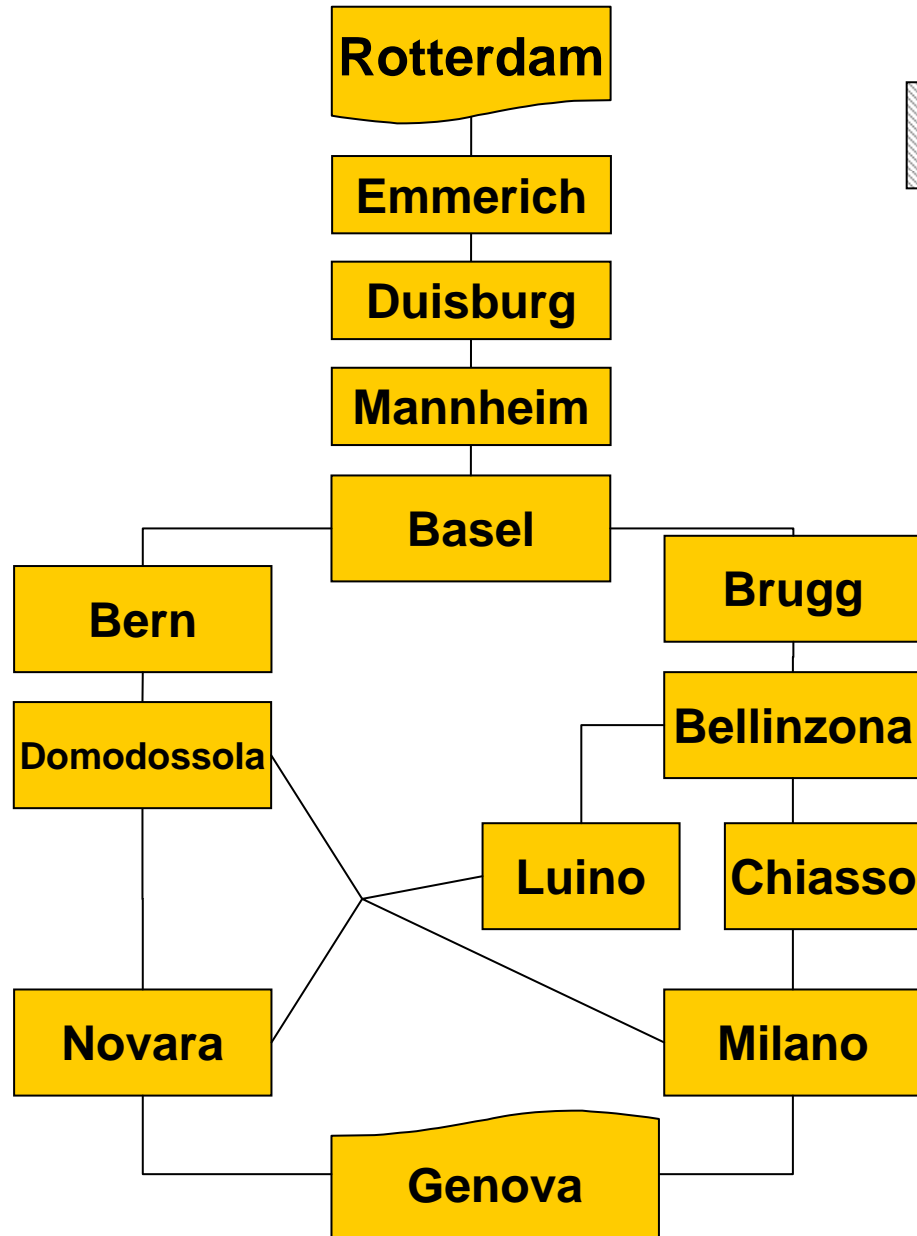 Rotterdam
Emmerich
Duisburg
Mannheim
Basel
Bern
Brugg
Domodossola
Bellinzona
Luino
Chiasso
Novara
Milano
Genova